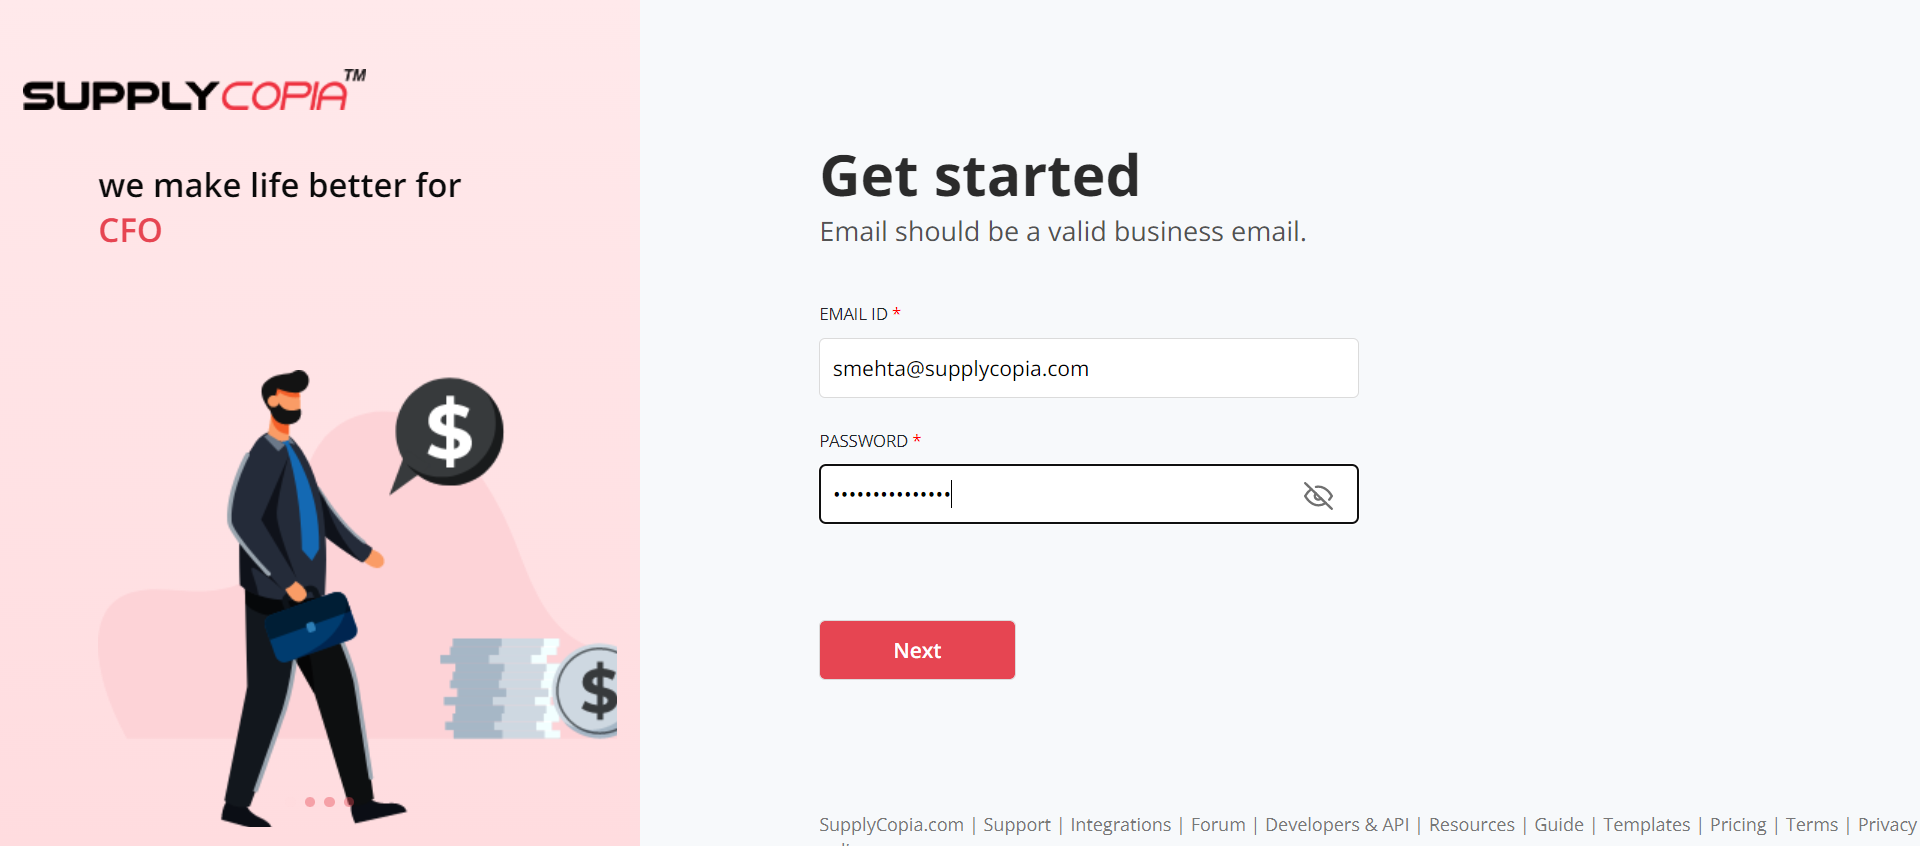 SUPPLYCOPIA™
we make life better for
CFO
$
$
Get started
Email should be a valid business email.
EMAIL ID *
smehta@supplycopia.com
PASSWORD *
•••••••••••••••
Next
SupplyCopia.com | Support | Integrations | Forum | Developers & API | Resources | Guide | Templates | Pricing | Terms | Privacy